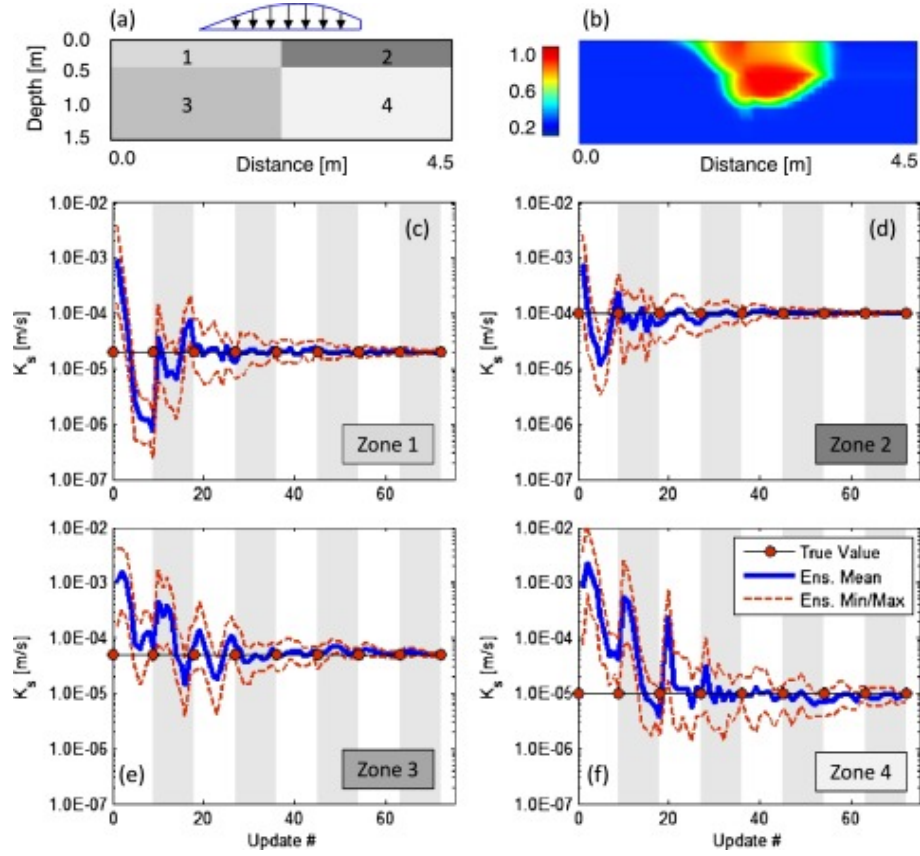 (a)
0.0
0.5
1.0
1.5
Depth [m]
1
2
3
4
0.0
4.5
Distance [m]
(b)
1.0
0.6
0.2
0.0
4.5
Distance [m]
1.0E-02
1.0E-03
1.0E-04
1.0E-05
1.0E-06
1.0E-07
Ks [m/s]
(c)
Zone 1
0
20
40
60
1.0E-02
1.0E-03
1.0E-04
1.0E-05
1.0E-06
1.0E-07
Ks [m/s]
(d)
Zone 2
0
20
40
60
1.0E-02
1.0E-03
1.0E-04
1.0E-05
1.0E-06
1.0E-07
Ks [m/s]
(e)
Zone 3
0
20
40
60
Update #
1.0E-02
1.0E-03
1.0E-04
1.0E-05
1.0E-06
1.0E-07
Ks [m/s]
True Value
Ens. Mean
Ens. Min/Max
(f)
Zone 4
0
20
40
60
Update #